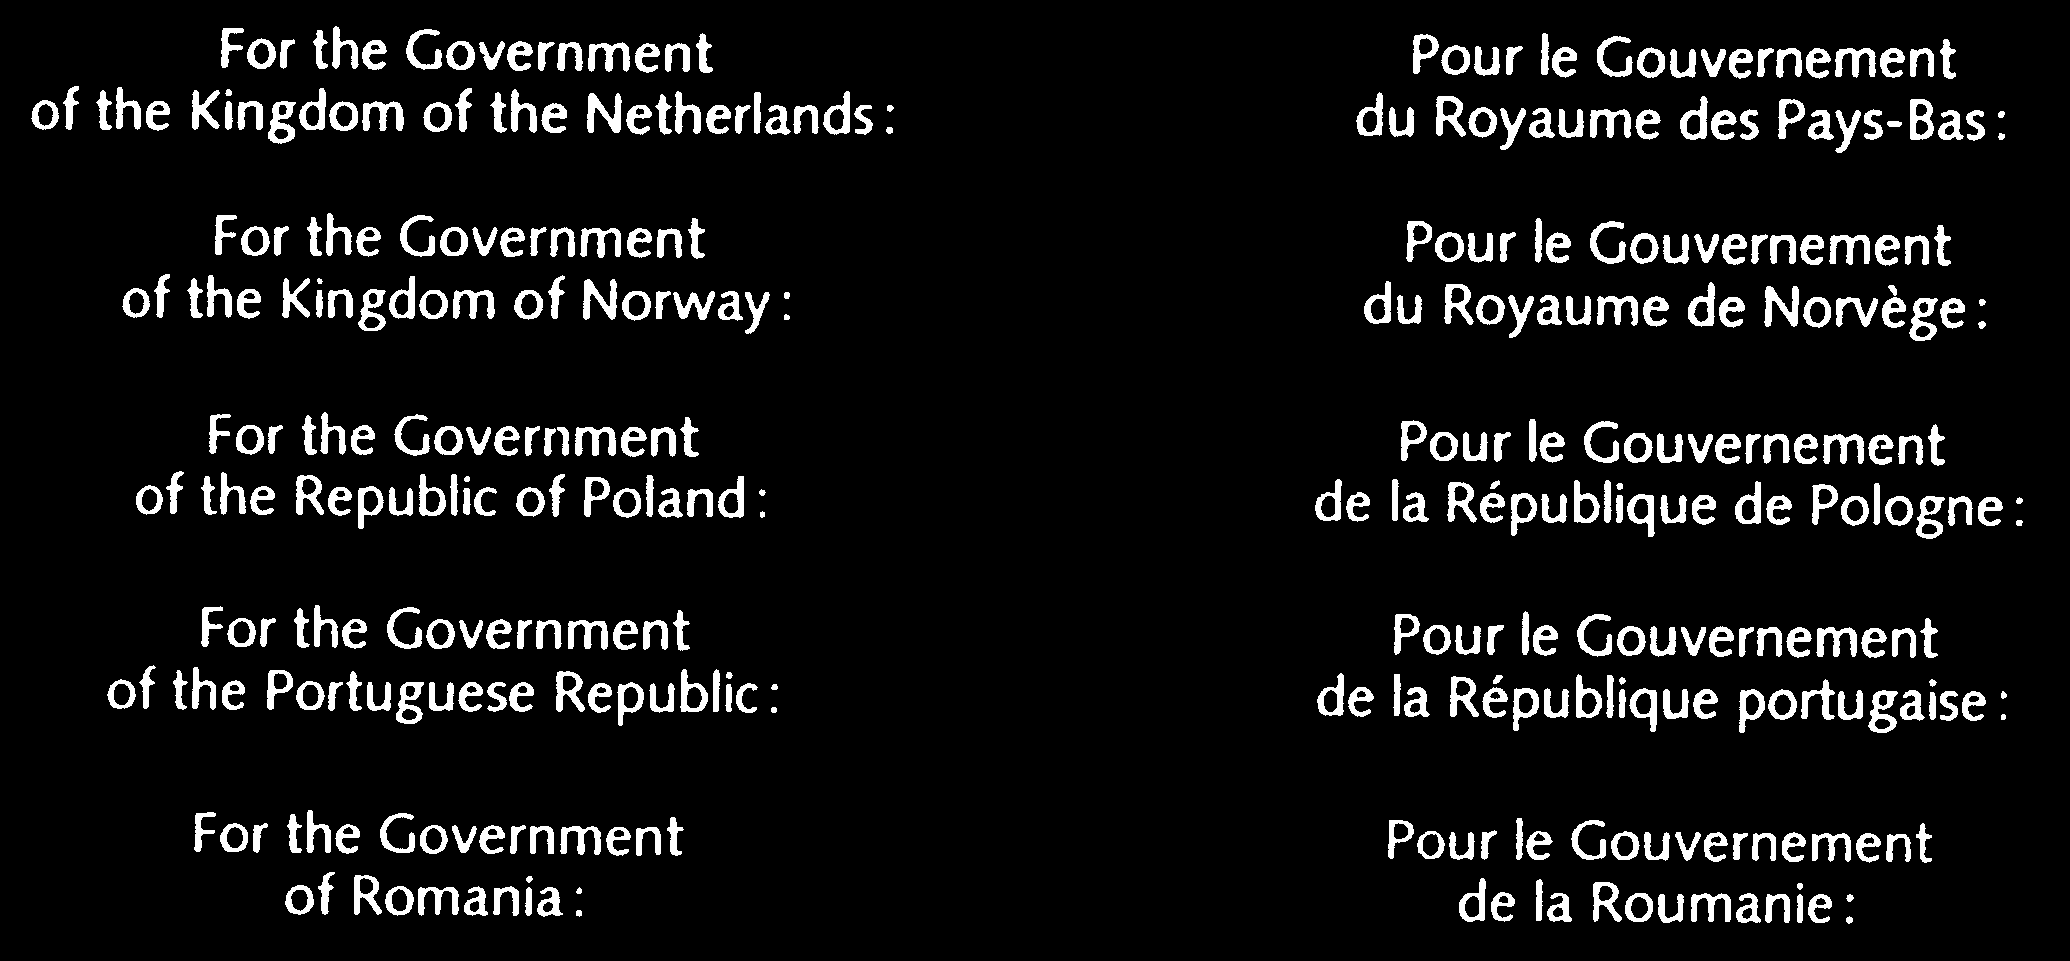 For the Government
of the Kingdom of the Netherlands:
Pour le Gouvernement
du Royaume des Pays-Bas:
For the Government
of the Kingdom of Norway:
Pour le Gouvernement
du Royaume de Norvège:
For the Government
of the Republic of Poland:
Pour le Gouvernement
de la République de Pologne:
For the Government
of the Portuguese Republic:
Pour le Gouvernement
de la République portugaise:
For the Government
of Romania:
Pour le Gouvernement
de la Roumanie: